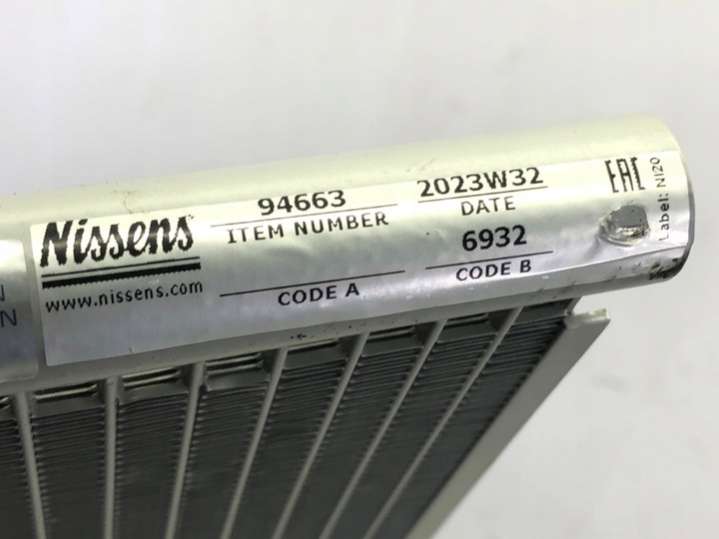 Nissens
www.nissens.com
94663
ITEM NUMBER
2023W32
DATE
CODE A
6932
CODE B
EAC
Label: NI20
N
N